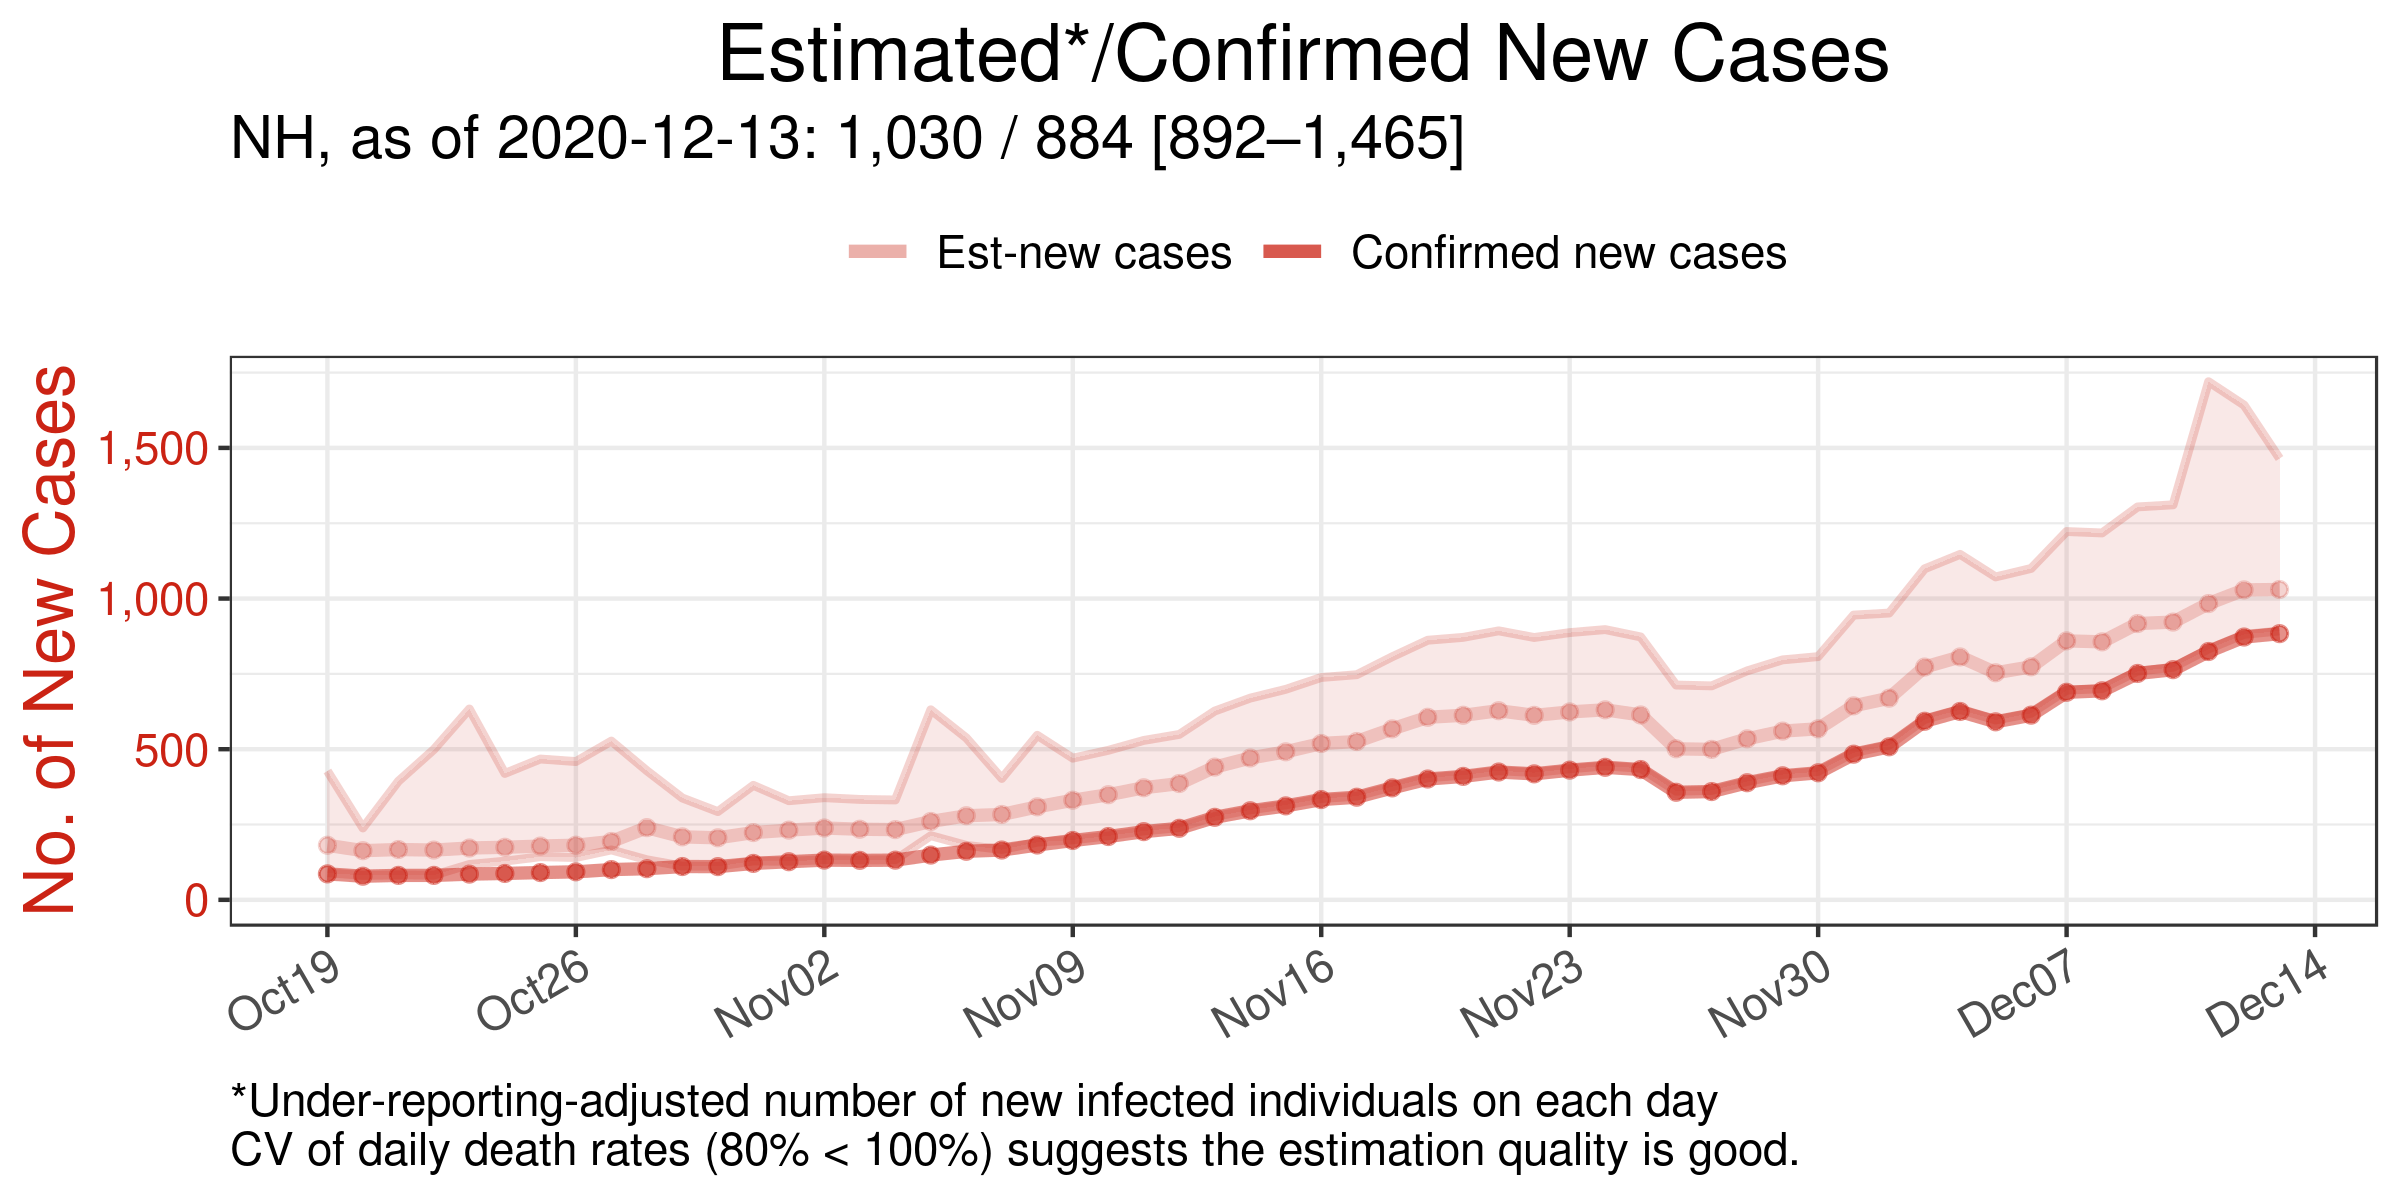 Estimated*/Confirmed New Cases
NH, as of 2020-12-13: 1,030 / 884 [892–1,465]
Est-new cases
Confirmed new cases
No. of New Cases
1,500
1,000
500
0
Oct19
Oct26
Nov02
Nov09
Nov16
Nov23
Nov30
Dec07
Dec14
*Under-reporting-adjusted number of new infected individuals on each day
CV of daily death rates (80% < 100%) suggests the estimation quality is good.